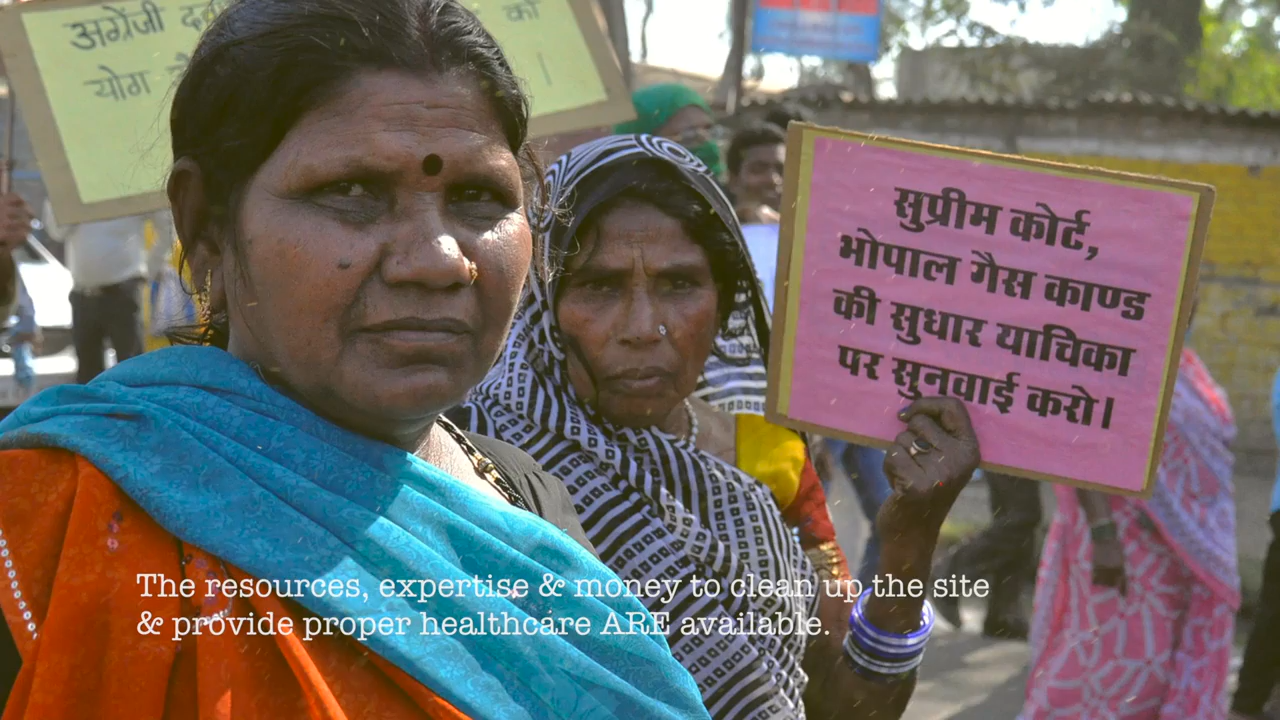 अंग्रेजी
को
योग
।
सुप्रीम कोर्ट,
भोपाल गैस काण्ड
की सुधार याचिका
पर सुनवाई करो।
The resources, expertise & money to clean up the site
& provide proper healthcare ARE available.